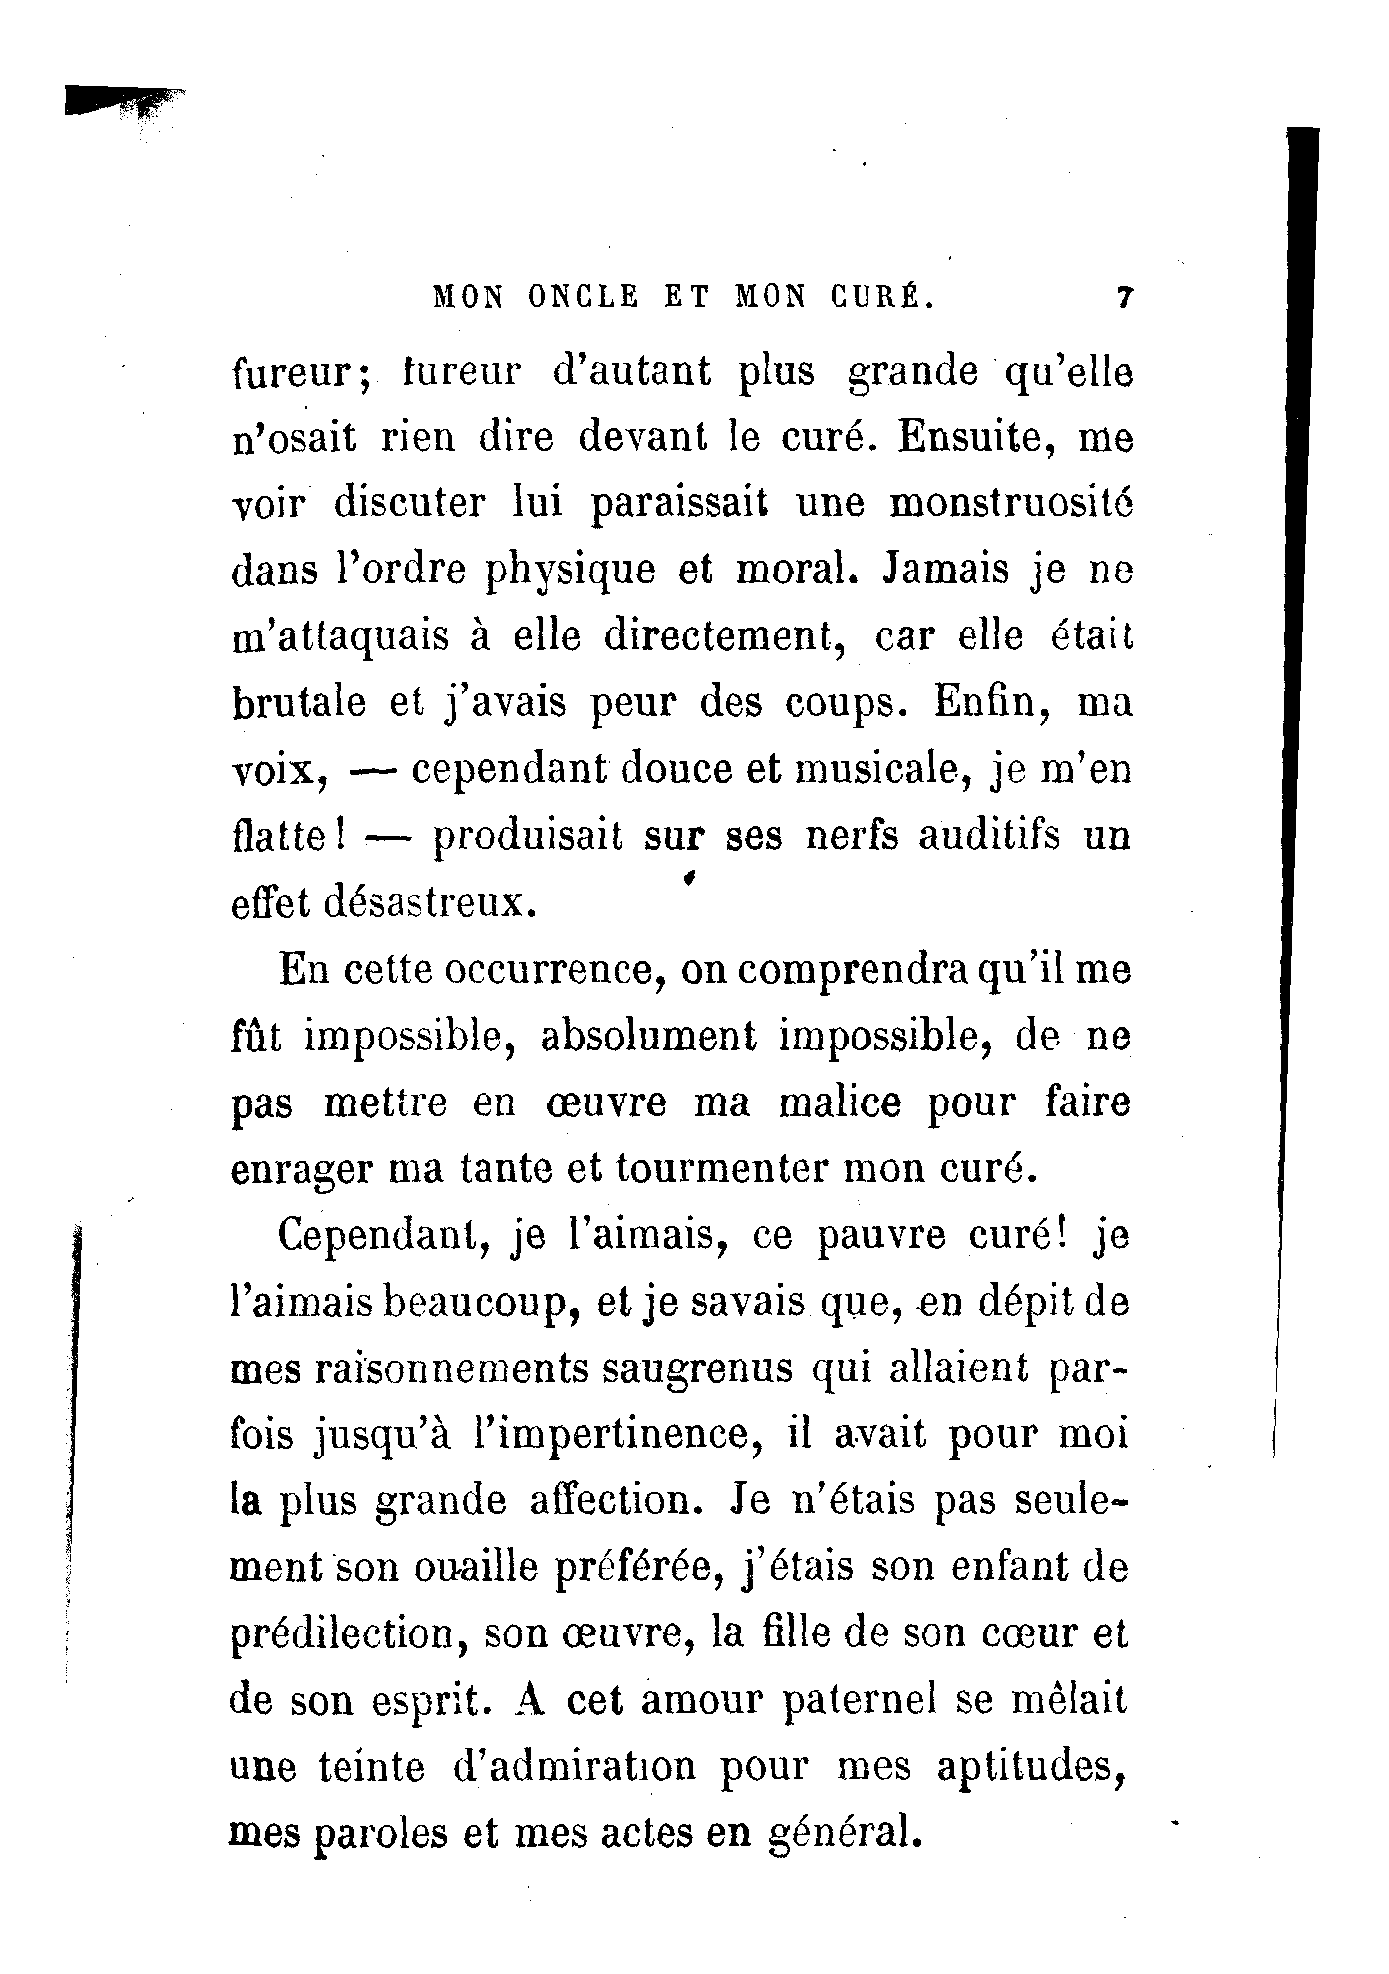 MON ONCLE ET MON CURÉ. 7
fureur; fureur d'autant plus grande qu'elle
n'osait rien dire devant le curé. Ensuite, me
voir discuter lui paraissait une monstruosité
dans l'ordre physique et moral. Jamais je ne
m'attaquais à elle directement, car elle était
brutale et j'avais peur des coups. Enfin, ma
voix, — cependant douce et musicale, je m'en
flatte! — produisait sur ses nerfs auditifs un
effet désastreux.
En cette occurrence, on comprendra qu'il me
fût impossible, absolument impossible, de ne
pas mettre en œuvre ma malice pour faire
enrager ma tante et tourmenter mon curé.
Cependant, je l'aimais, ce pauvre curé! je
l'aimais beaucoup, et je savais que, en dépit de
mes raisonnements saugrenus qui allaient par-
fois jusqu'à l'impertinence, il avait pour moi
la plus grande affection. Je n'étais pas seule-
ment son ouaille préférée, j'étais son enfant de
prédilection, son œuvre, la fille de son cœur et
de son esprit. A cet amour paternel se mêlait
une teinte d'admiration pour mes aptitudes,
mes paroles et mes actes en général.